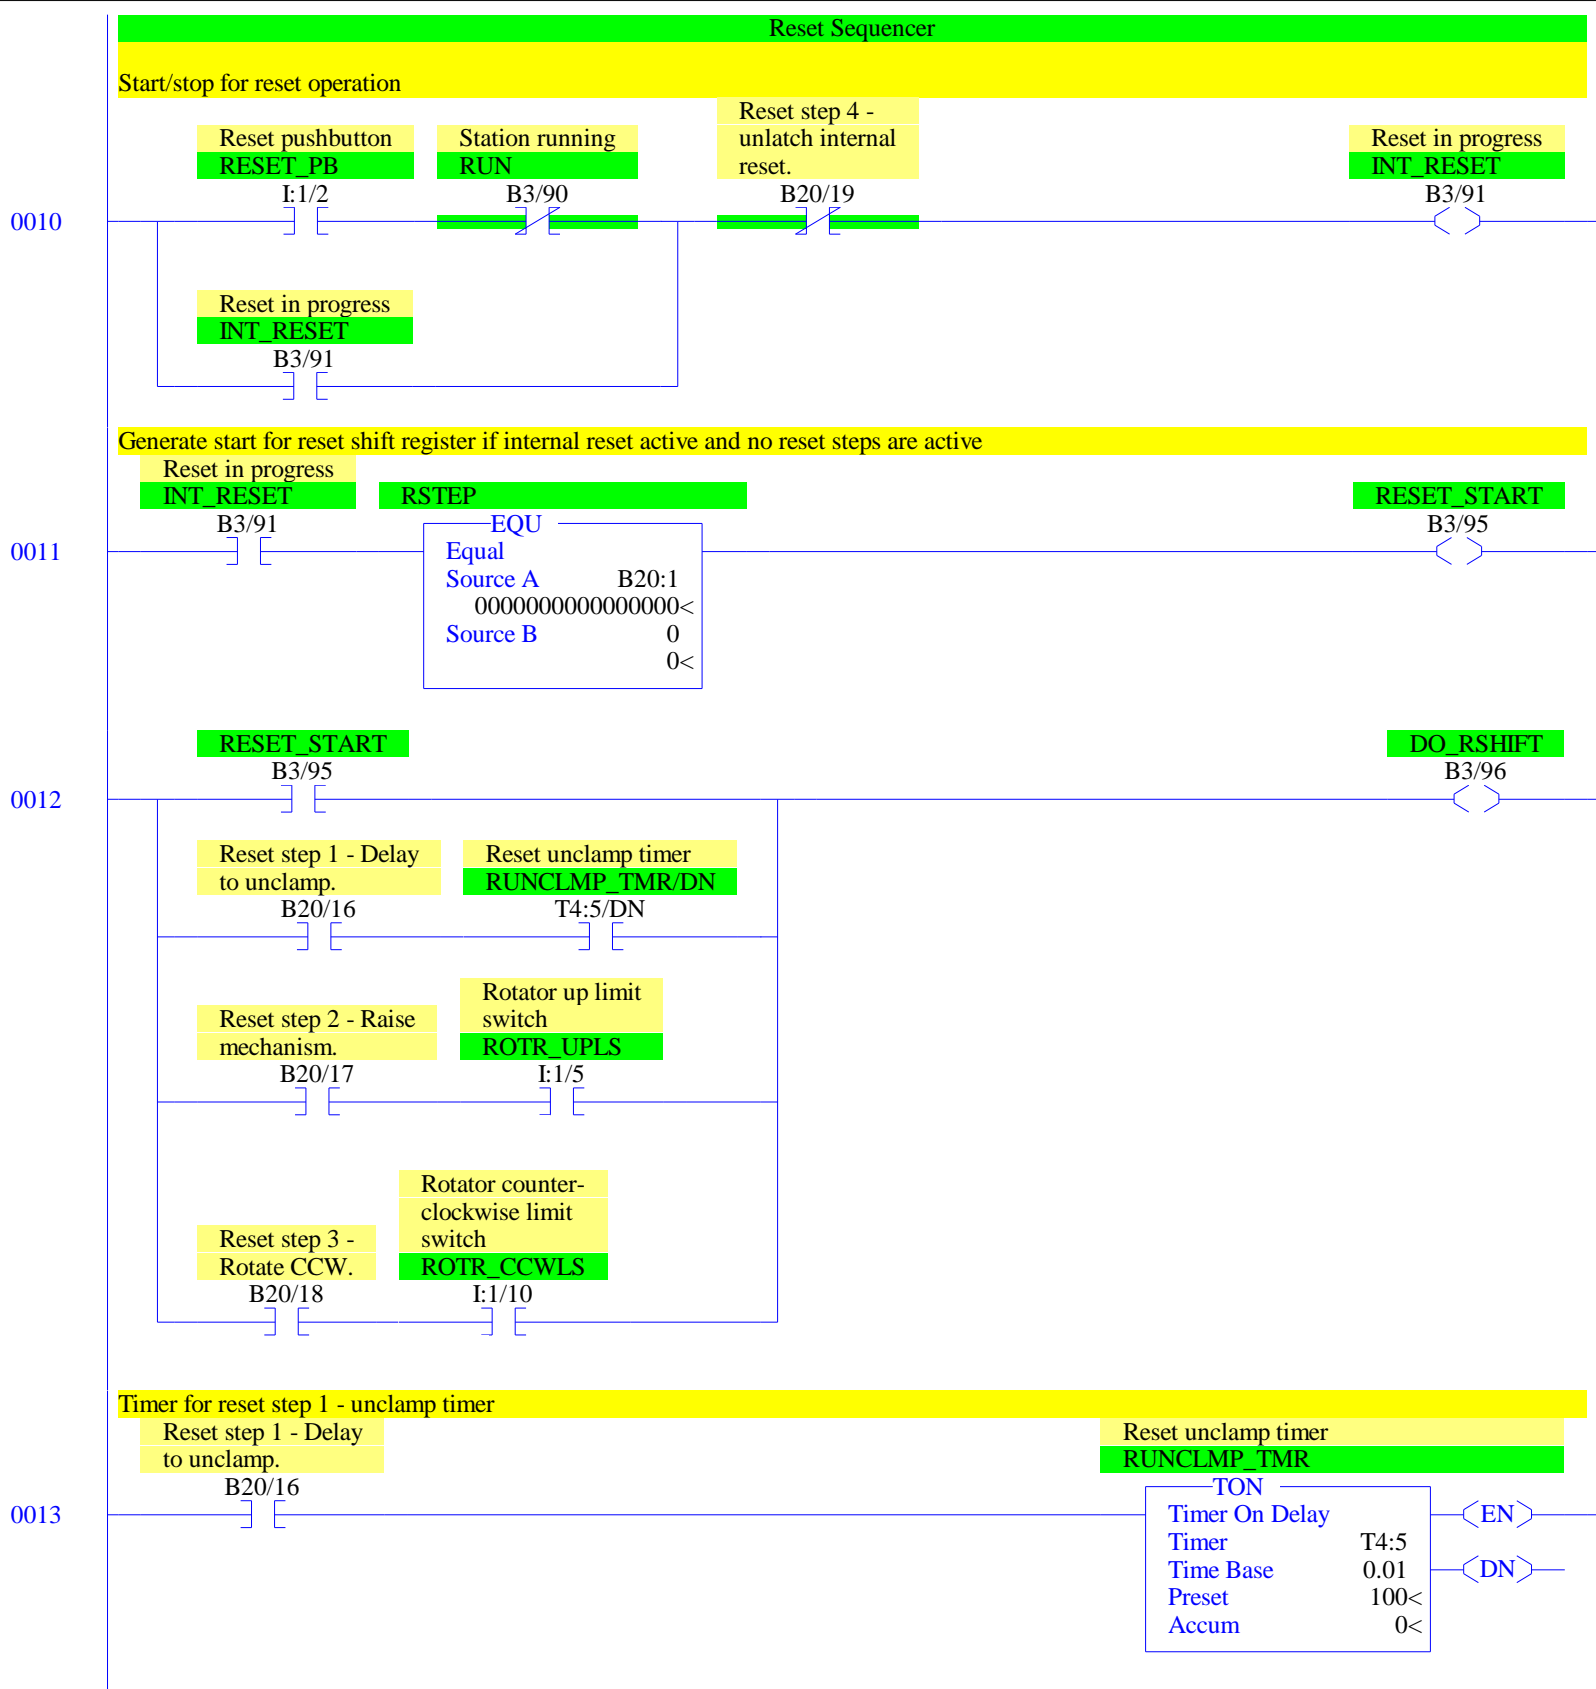 Reset Sequencer
Start/stop for reset operation
Reset pushbutton
RESET_PB
I:1/2
Station running
RUN
B3/90
Reset step 4 -
unlatch internal
reset.
B20/19
Reset in progress
INT_RESET
B3/91
0010
Reset in progress
INT_RESET
B3/91
Generate start for reset shift register if internal reset active and no reset steps are active
Reset in progress
INT_RESET
B3/91
RSTEP
EQU
Equal
Source A B20:1
0000000000000000<
Source B 0
0<
RESET_START
B3/95
0011
RESET_START
B3/95
DO_RSHIFT
B3/96
0012
Reset step 1 - Delay
to unclamp.
B20/16
Reset unclamp timer
RUNCLMP_TMR/DN
T4:5/DN
Reset step 2 - Raise
mechanism.
B20/17
Rotator up limit
switch
ROTR_UPLS
I:1/5
Reset step 3 -
Rotate CCW.
B20/18
Rotator counter-
clockwise limit
switch
ROTR_CCWLS
I:1/10
Timer for reset step 1 - unclamp timer
Reset step 1 - Delay
to unclamp.
B20/16
Reset unclamp timer
RUNCLMP_TMR
0013
TON
Timer On Delay
Timer T4:5
Time Base 0.01
Preset 100<
Accum 0<
EN
DN